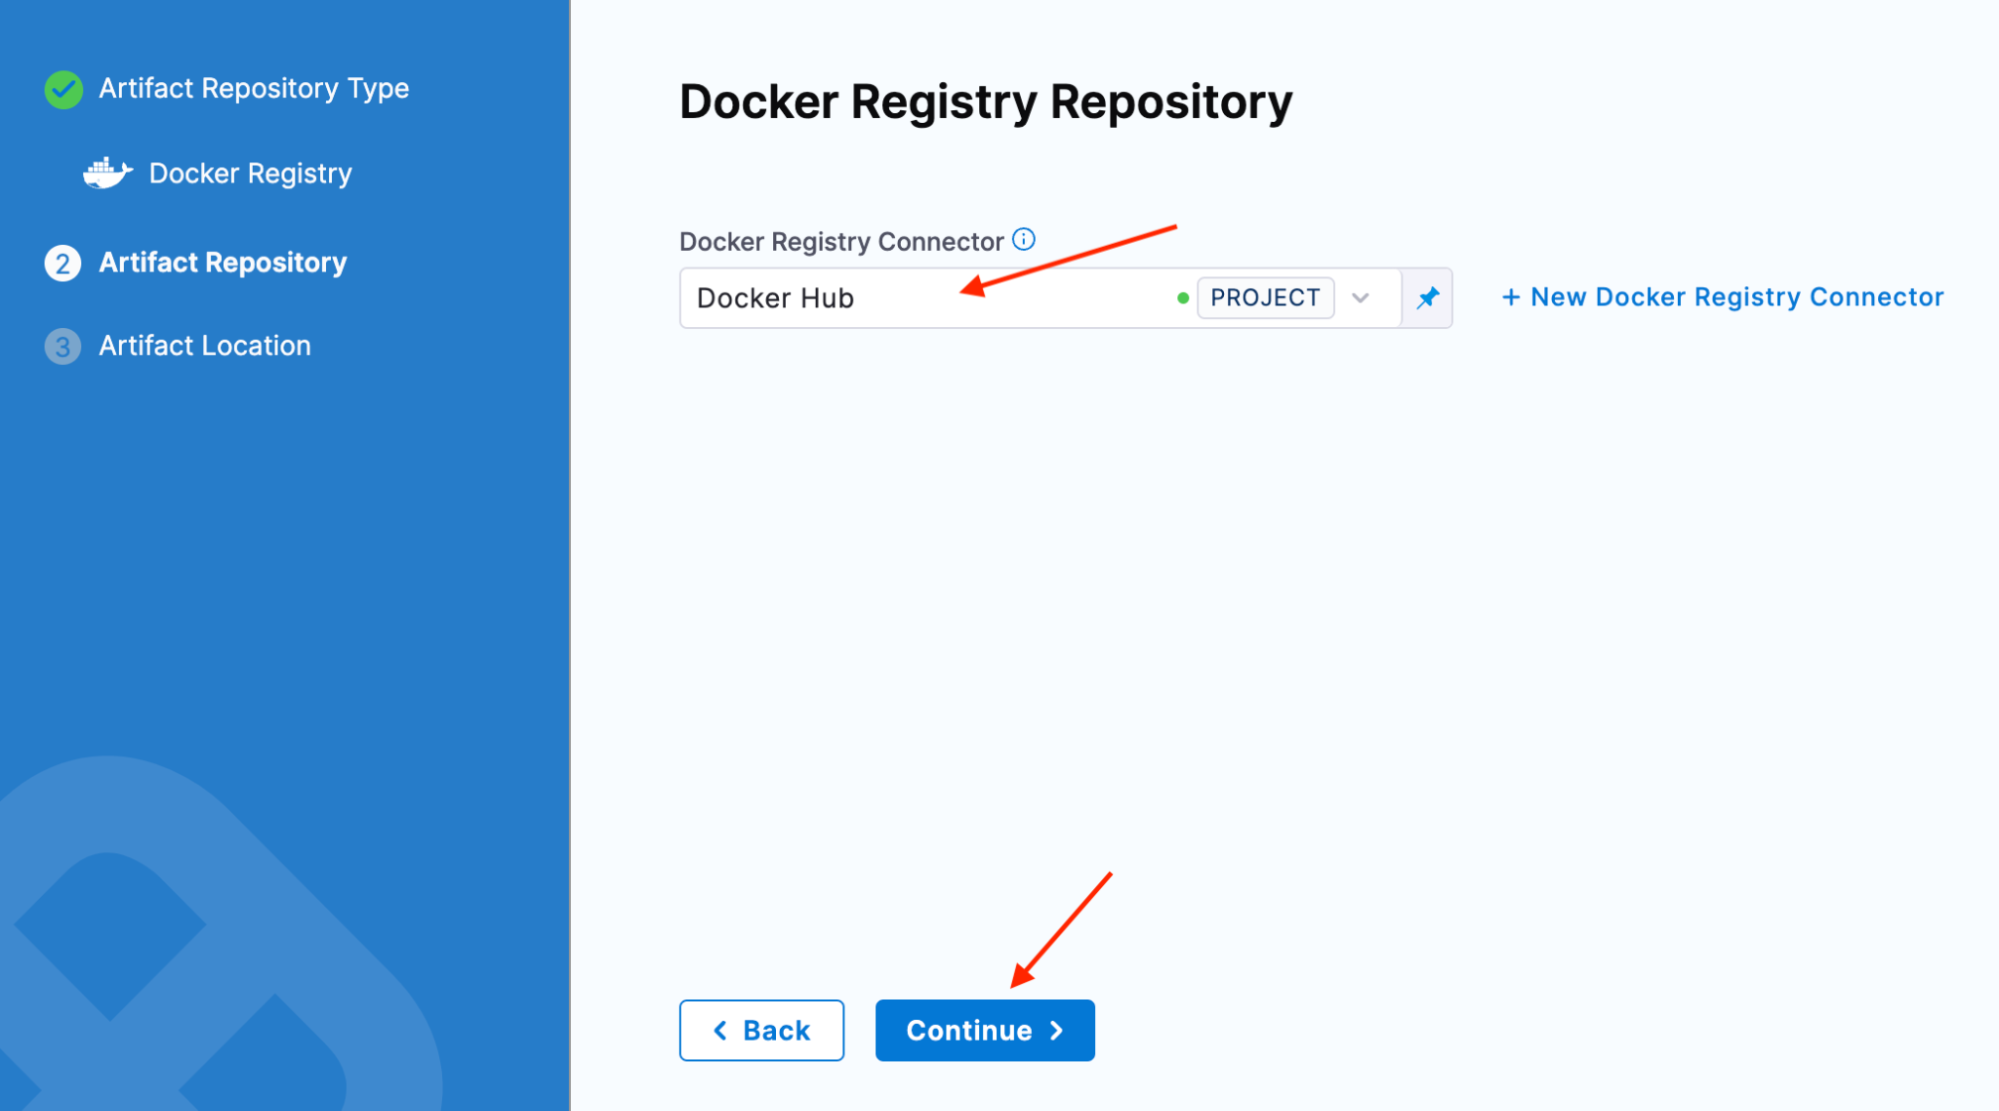 Artifact Repository Type
Docker Registry
2 Artifact Repository
3 Artifact Location
Docker Registry Repository
Docker Registry Connector
Docker Hub PROJECT
+ New Docker Registry Connector
Back Continue